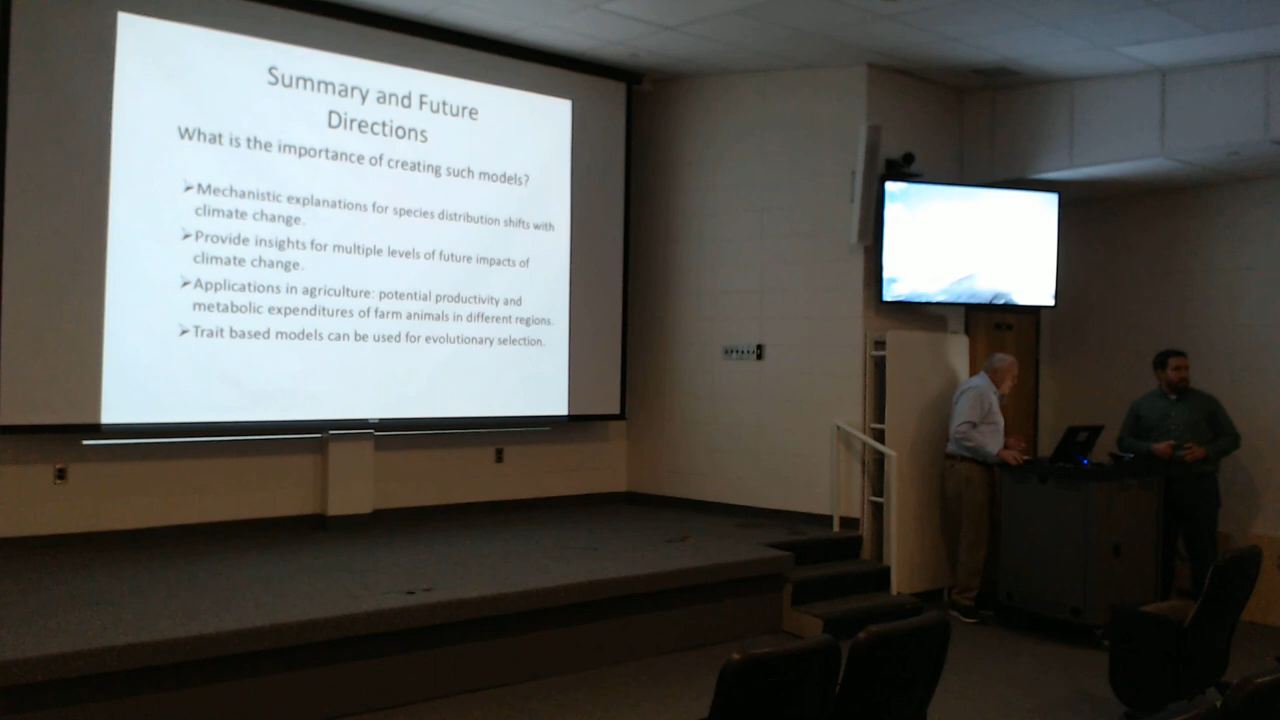 Summary and Future
Directions
What is the importance of creating such models?
➢Mechanistic explanations for species distribution shifts with
climate change.
➢Provide insights for multiple levels of future impacts of
climate change.
➢Applications in agriculture: potential productivity and
metabolic expenditures of farm animals in different regions.
➢Trait based models can be used for evolutionary selection.